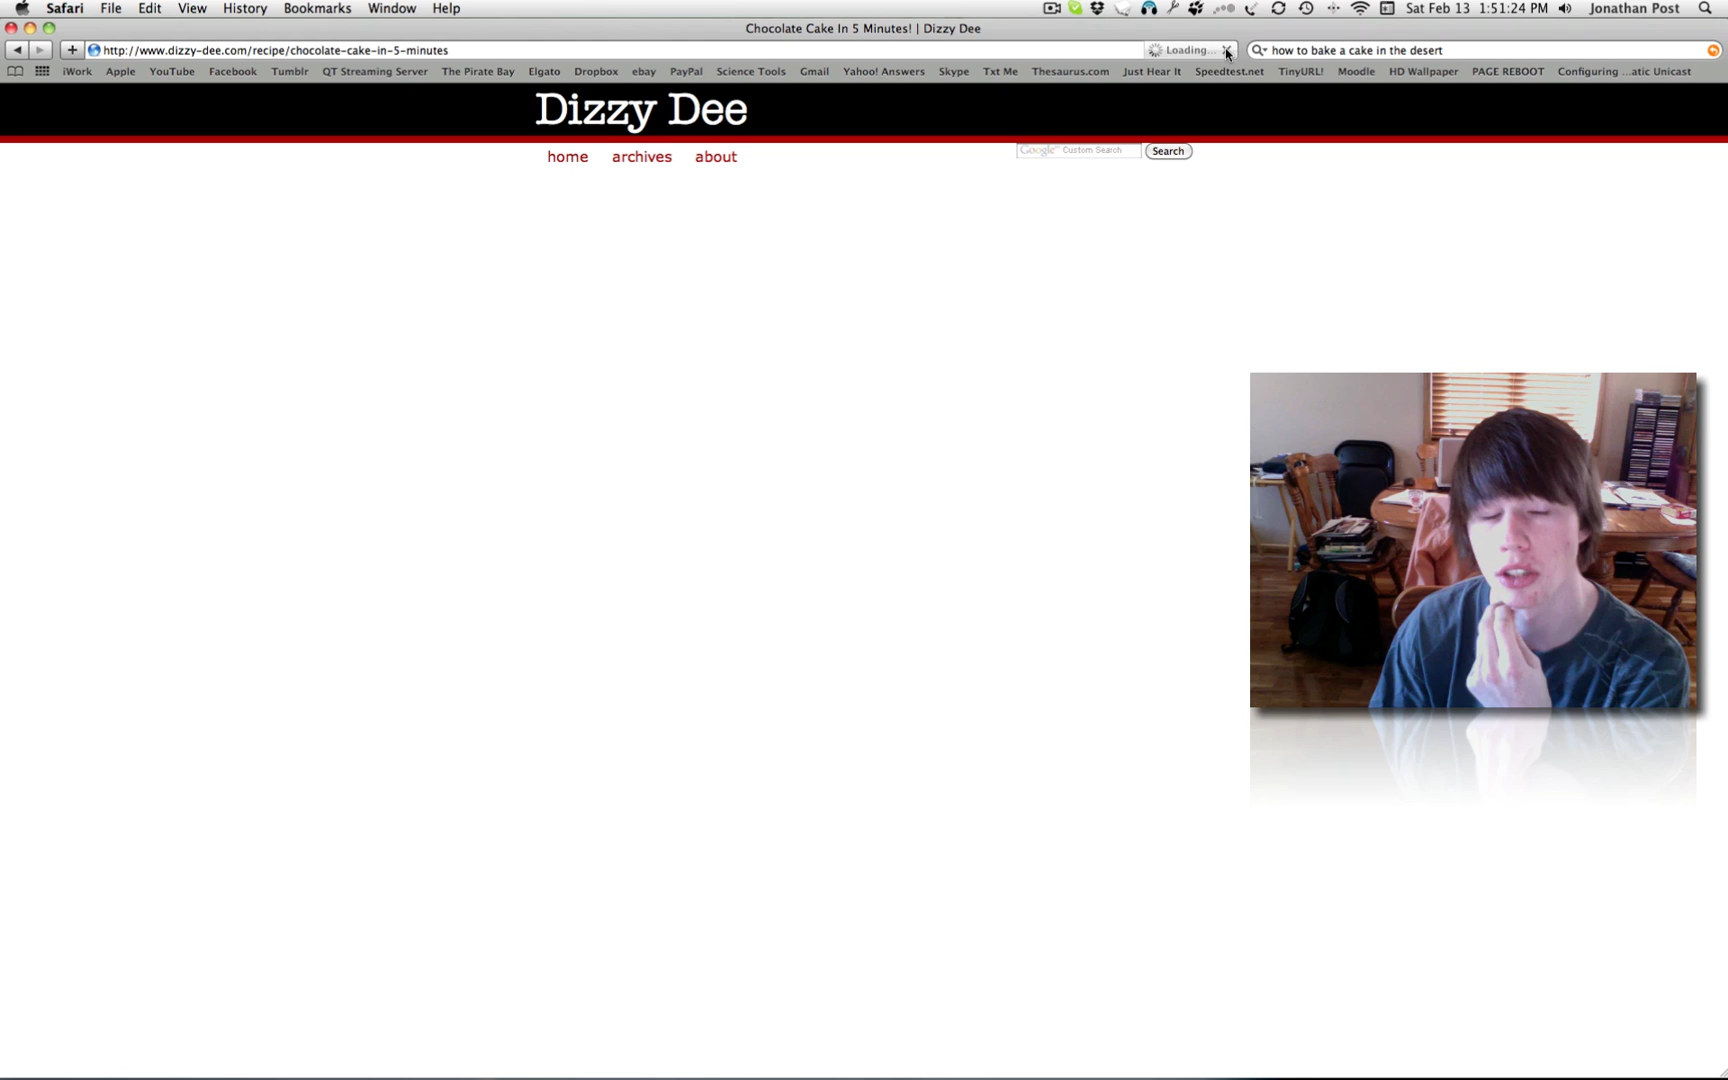 Safari File Edit View History Bookmarks Window Help Sat Feb 13 1:51:24 PM Jonathan Post
Chocolate Cake In 5 Minutes! | Dizzy Dee
http://www.dizzy-dee.com/recipe/chocolate-cake-in-5-minutes Loading... how to bake a cake in the desert
iWork Apple YouTube Facebook Tumblr QT Streaming Server The Pirate Bay Elgato Dropbox ebay PayPal Science Tools Gmail Yahoo! Answers Skype Txt Me Thesaurus.com Just Hear It Speedtest.net TinyURL! Moodle HD Wallpaper PAGE REBOOT Configuring ...atic Unicast
Dizzy Dee
home archives about Google™ Custom Search Search